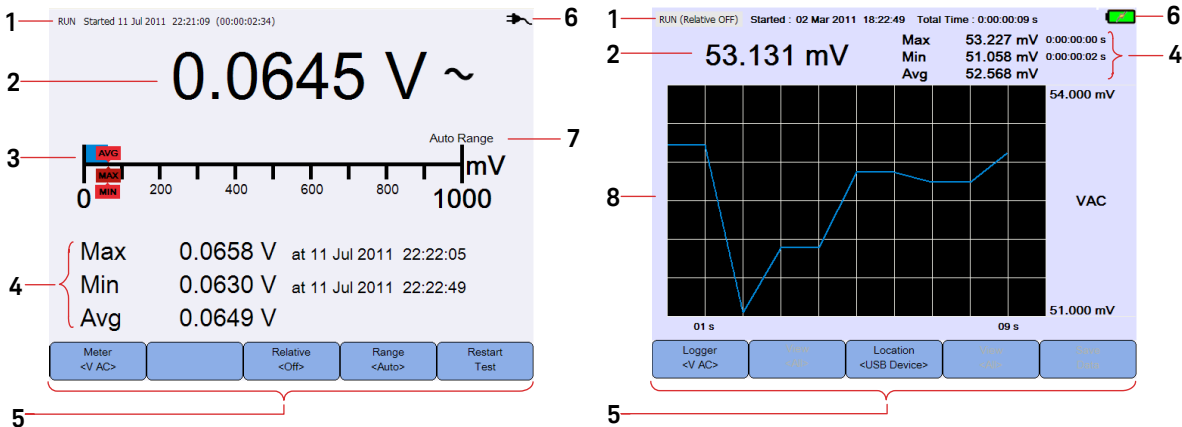 1 RUN Started 11 Jul 2011 22:21:09 (00:00:02:34) 6
2 0.0645 V ~
Auto Range 7
3 AVG
MAX
MIN
0 200 400 600 800 1000 mV
4 Max 0.0658 V at 11 Jul 2011 22:22:05
Min 0.0630 V at 11 Jul 2011 22:22:49
Avg 0.0649 V
Meter <V AC>
Relative <Off>
Range <Auto>
Restart Test
5
1 RUN (Relative OFF) Started : 02 Mar 2011 18:22:49 Total Time : 0:00:00:09 s 6
2 53.131 mV
Max 53.227 mV 0:00:00:00 s
Min 51.058 mV 0:00:00:02 s 4
Avg 52.568 mV
54.000 mV
8 VAC
51.000 mV
01 s 09 s
Logger <V AC>
Location <USB Device>
5